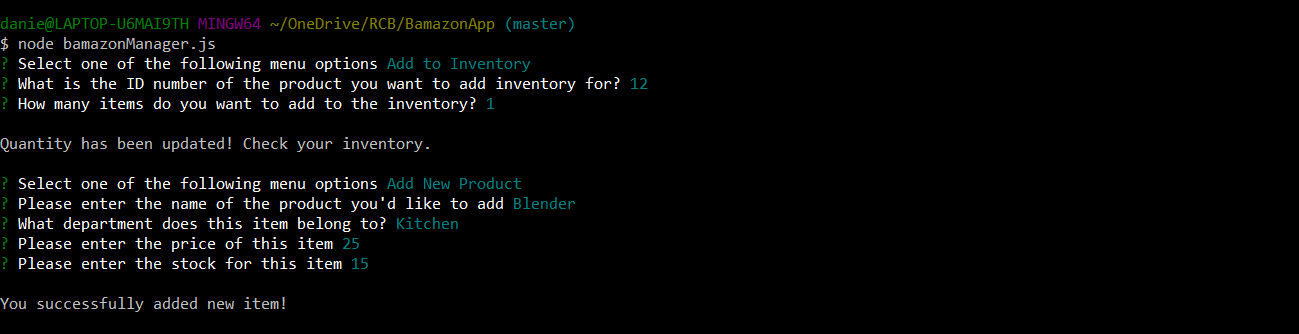 danie@LAPTOP-U6MAI9TH MINGW64 ~/OneDrive/RCB/BamazonApp (master)
$ node bamazonManager.js
? Select one of the following menu options Add to Inventory
? What is the ID number of the product you want to add inventory for? 12
? How many items do you want to add to the inventory? 1
Quantity has been updated! Check your inventory.
? Select one of the following menu options Add New Product
? Please enter the name of the product you'd like to add Blender
? What department does this item belong to? Kitchen
? Please enter the price of this item 25
? Please enter the stock for this item 15
You successfully added new item!